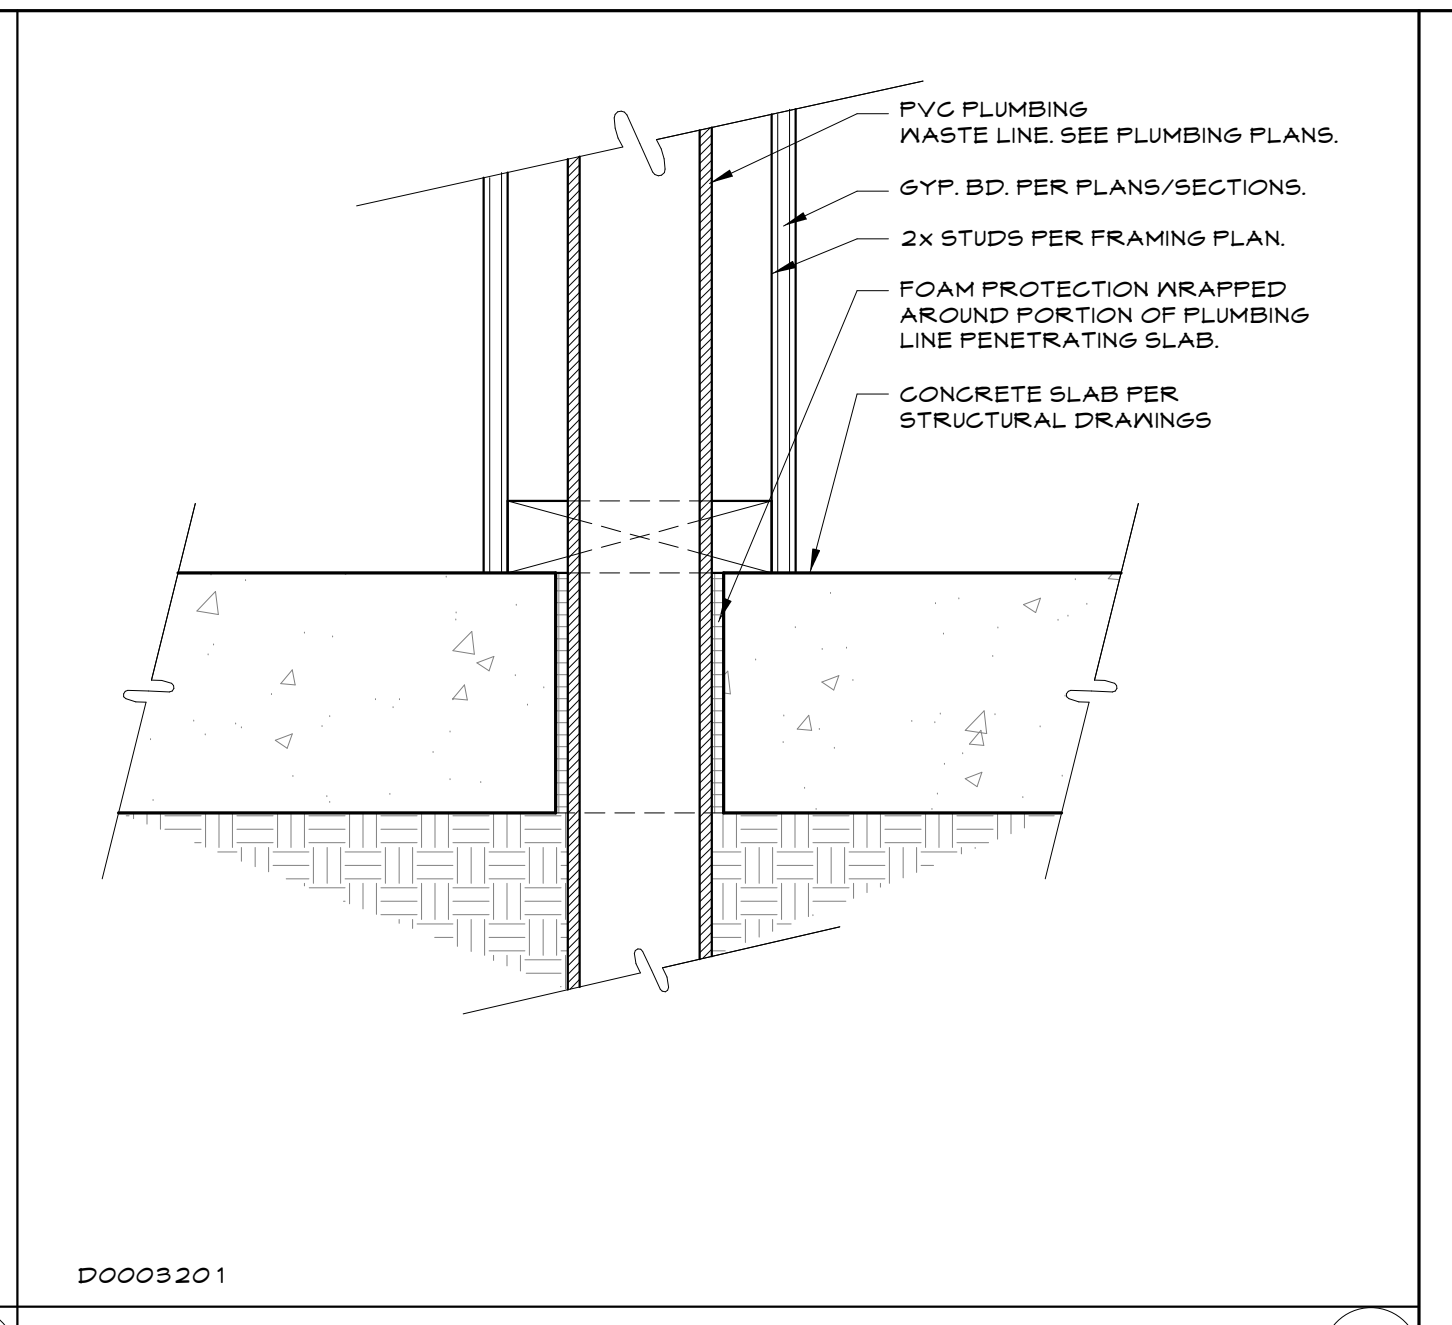 PVC PLUMBING
WASTE LINE. SEE PLUMBING PLANS.
GYP. BD. PER PLANS/SECTIONS.
2x STUDS PER FRAMING PLAN.
FOAM PROTECTION WRAPPED
AROUND PORTION OF PLUMBING
LINE PENETRATING SLAB.
CONCRETE SLAB PER
STRUCTURAL DRAWINGS
D0003201